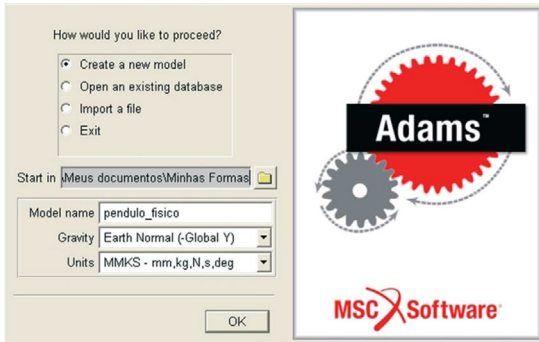 How would you like to proceed?
Create a new model
Open an existing database
Import a file
Exit
Start in \Meus documentos\Minhas Formas
Model name pendulo_fisico
Gravity Earth Normal (-Global Y)
Units MMKS - mm,kg,N,s,deg
OK
Adams™
MSC Software